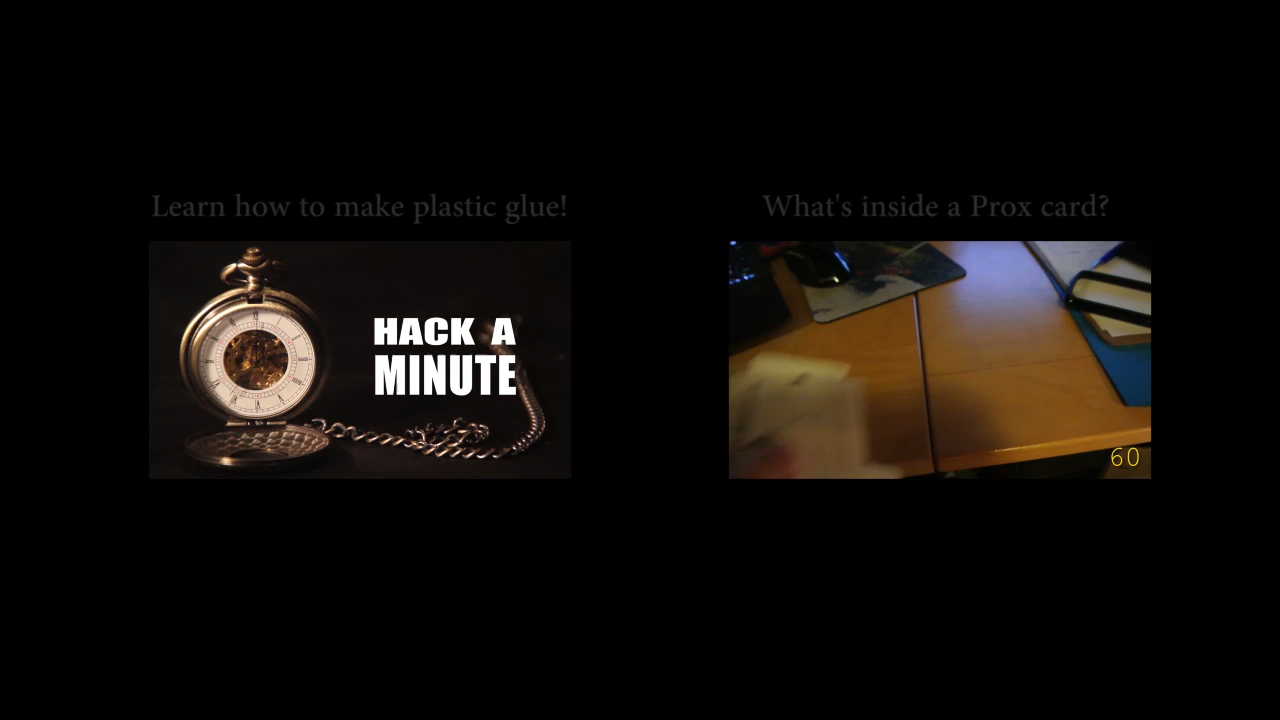 Learn how to make plastic glue!
What's inside a Prox card?
HACK A
MINUTE
60